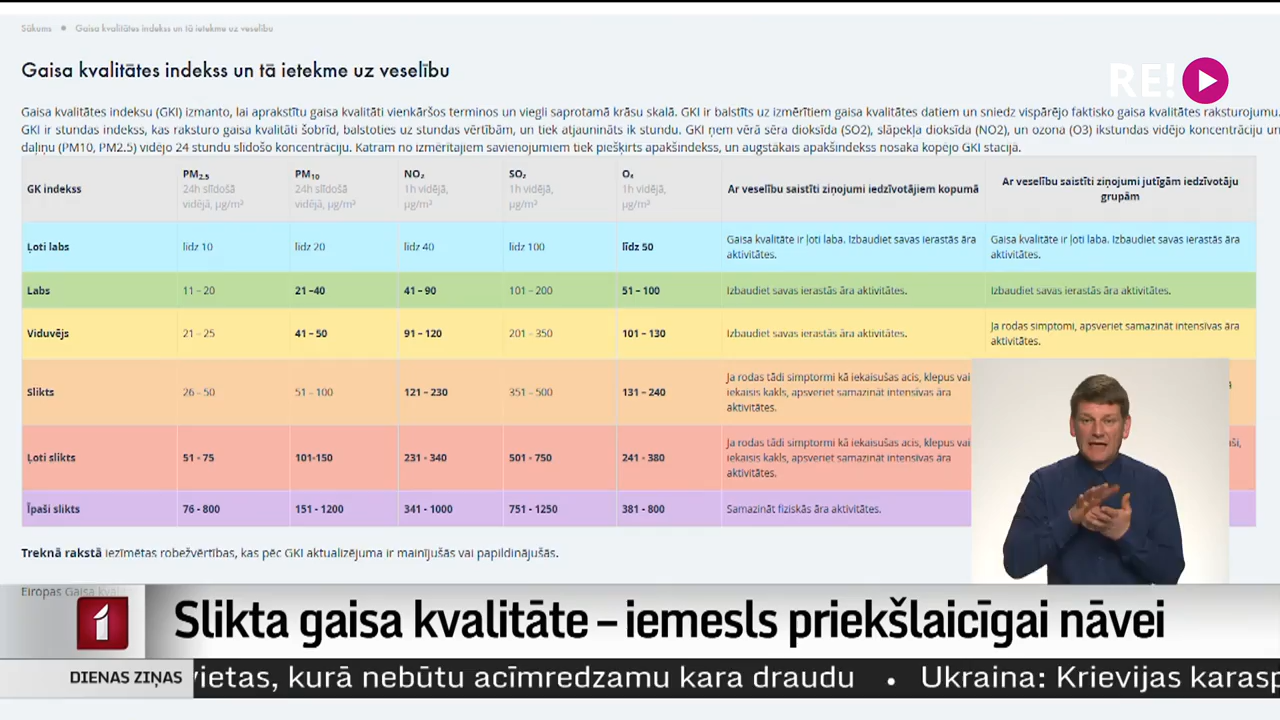 Sākums • Gaisa kvalitātes indekss un tā ietekme uz veselību
Gaisa kvalitātes indekss un tā ietekme uz veselību
RE!
Gaisa kvalitātes indeksu (GKI) izmanto, lai aprakstītu gaisa kvalitāti vienkāršos terminos un viegli saprotamā krāsu skalā. GKI ir balstīts uz izmērītiem gaisa kvalitātes datiem un sniedz vispārējo faktisko gaisa kvalitātes raksturojumu.
GKI ir stundas indekss, kas raksturo gaisa kvalitāti šobrīd, balstoties uz stundas vērtībām, un tiek atjaunināts ik stundu. GKI ņem vērā sēra dioksīda (SO2), slāpekļa dioksīda (NO2), un ozona (O3) ikstundas vidējo koncentrāciju un
daļiņu (PM10, PM2.5) vidējo 24 stundu slīdošo koncentrāciju. Katram no izmērītajiem savienojumiem tiek piešķirts apakšindekss, un augstākais apakšindekss nosaka kopējo GKI stacijā.
GK indekss PM2.5 24h slīdošā vidējā, µg/m³ PM10 24h slīdošā vidējā, µg/m³ NO₂ 1h vidējā, µg/m³ SO₂ 1h vidējā, µg/m³ O₃ 1h vidējā, µg/m³ Ar veselību saistīti ziņojumi iedzīvotājiem kopumā Ar veselību saistīti ziņojumi jutīgām iedzīvotāju grupām
Ļoti labs līdz 10 līdz 20 līdz 40 līdz 100 līdz 50 Gaisa kvalitāte ir ļoti laba. Izbaudiet savas ierastās āra aktivitātes. Gaisa kvalitāte ir ļoti laba. Izbaudiet savas ierastās āra aktivitātes.
Labs 11 – 20 21 –40 41 – 90 101 – 200 51 – 100 Izbaudiet savas ierastās āra aktivitātes. Izbaudiet savas ierastās āra aktivitātes.
Viduvējs 21 – 25 41 – 50 91 – 120 201 – 350 101 – 130 Izbaudiet savas ierastās āra aktivitātes. Ja rodas simptomi, apsveriet samazināt intensīvas āra aktivitātes.
Slikts 26 – 50 51 – 100 121 – 230 351 – 500 131 – 240 Ja rodas tādi simptormi kā iekaisušas acis, klepus vai iekaisis kakls, apsveriet samazināt intensīvas āra aktivitātes.
Ļoti slikts 51 - 75 101-150 231 - 340 501 - 750 241 - 380 Ja rodas tādi simptormi kā iekaisušas acis, klepus vai iekaisis kakls, apsveriet samazināt intensīvas āra aktivitātes.
Īpaši slikts 76 - 800 151 - 1200 341 - 1000 751 - 1250 381 - 800 Samazināt fiziskās āra aktivitātes.
Treknā rakstā iezīmētas robežvērtības, kas pēc GKI aktualizējuma ir mainījušās vai papildinājušās.
Eiropas Gaisa
1 Slikta gaisa kvalitāte – iemesls priekšlaicīgai nāvei
DIENAS ZIŅAS vietas, kurā nebūtu acīmredzamu kara draudu • Ukraina: Krievijas karasp